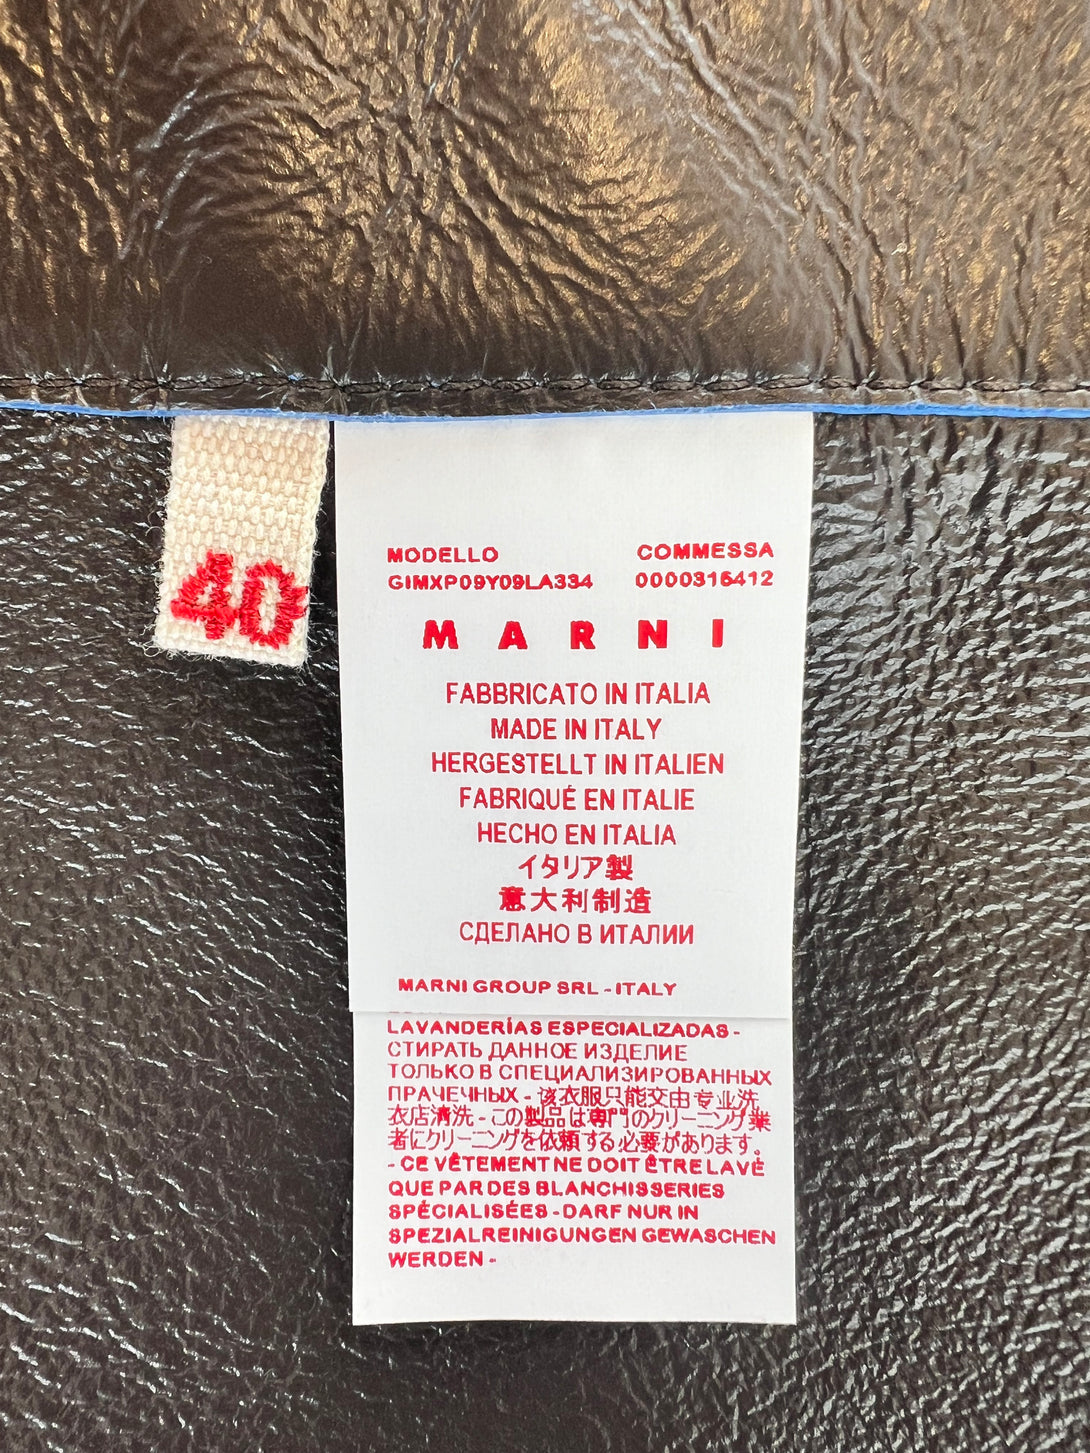 40
MODELLO COMMESSA
GIMXP09Y09LA334 0000315412
MARNI
FABBRICATO IN ITALIA
MADE IN ITALY
HERGESTELLT IN ITALIEN
FABRIQUÉ EN ITALIE
HECHO EN ITALIA
イタリア製
意大利制造
СДЕЛАНО В ИТАЛИИ
MARNI GROUP SRL - ITALY
LAVANDERÍAS ESPECIALIZADAS -
СТИРАТЬ ДАННОЕ ИЗДЕЛИЕ
ТОЛЬКО В СПЕЦИАЛИЗИРОВАННЫХ
ПРАЧЕЧНЫХ - 该衣服只能交由专业洗
衣店清洗 - この製品は専門のクリーニング業
者にクリーニングを依頼する必要があります。
- CE VÊTEMENT NE DOIT ÊTRE LAVÉ
QUE PAR DES BLANCHISSERIES
SPÉCIALISÉES - DARF NUR IN
SPEZIALREINIGUNGEN GEWASCHEN
WERDEN -